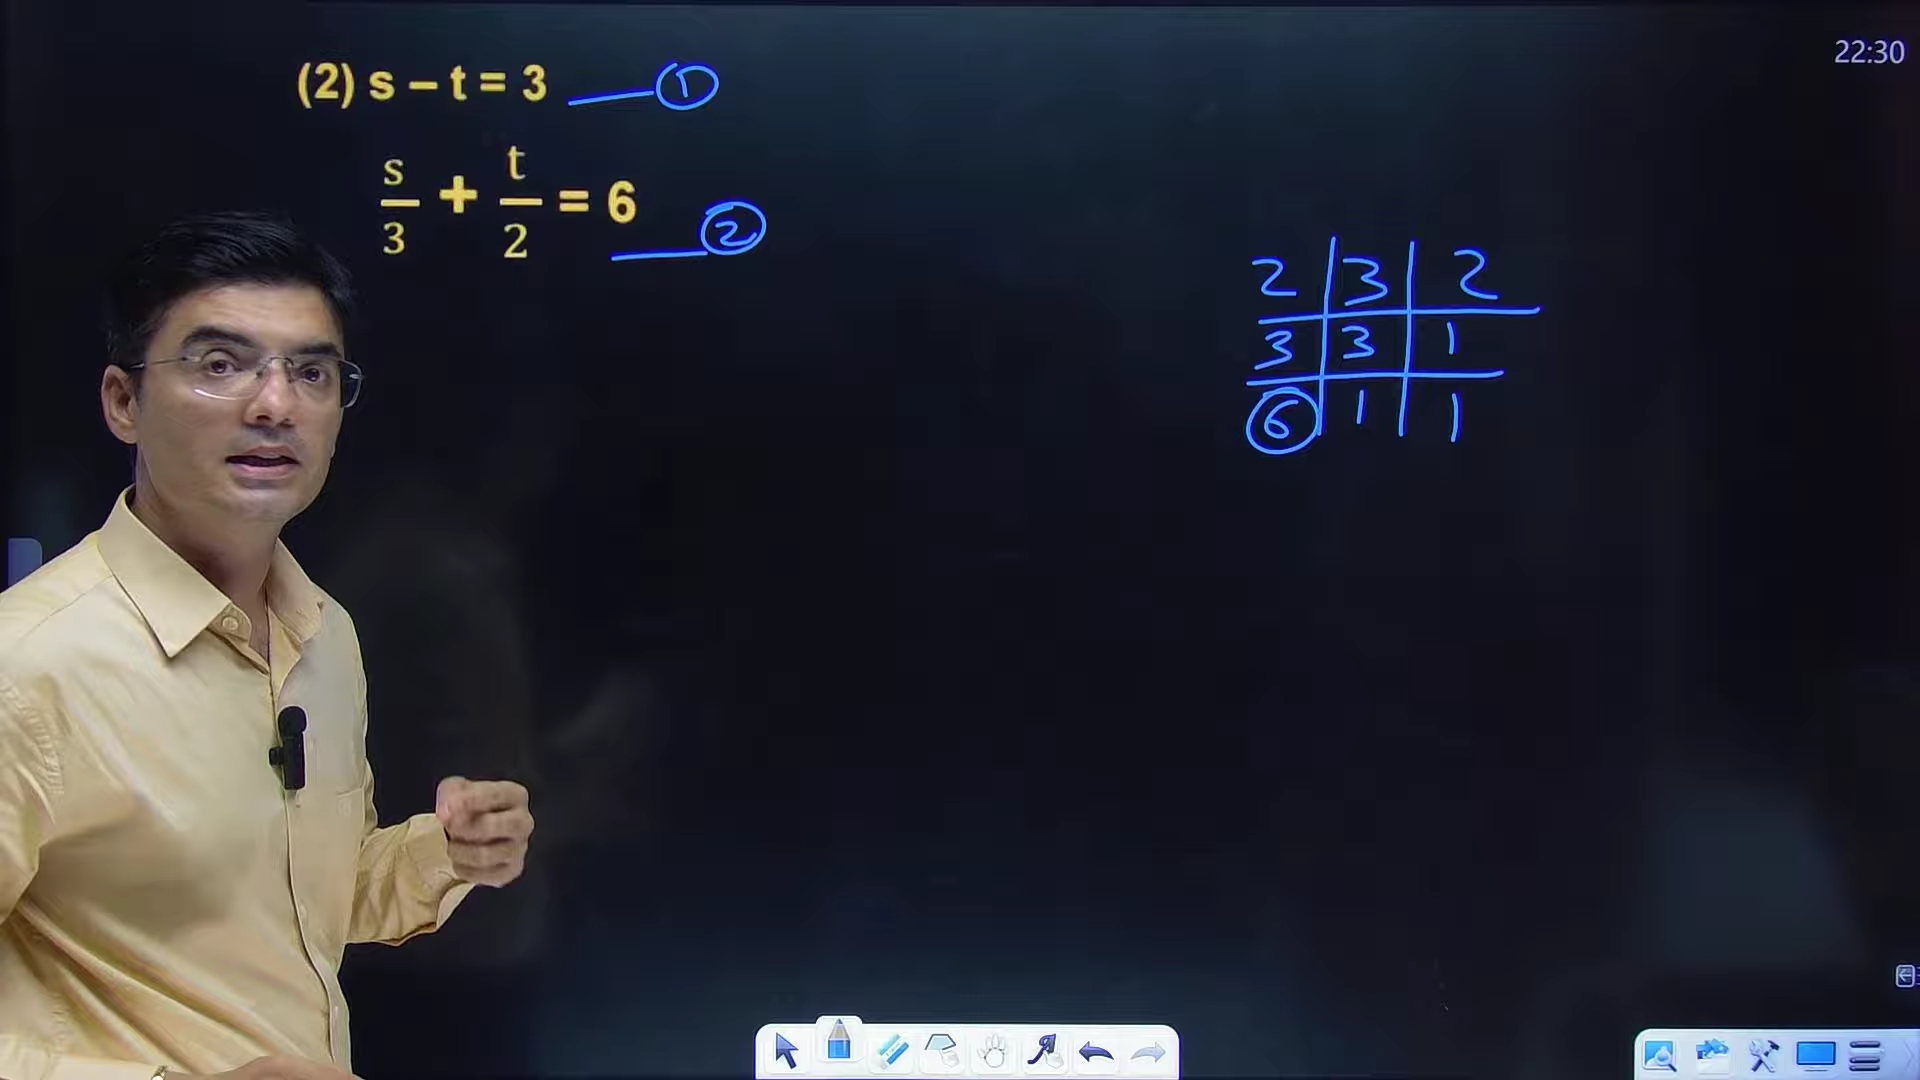 22:30
(2) s – t = 3 ①
s/3 + t/2 = 6 ②
2 | 3 | 2
3 | 3 | 1
6 | 1 | 1